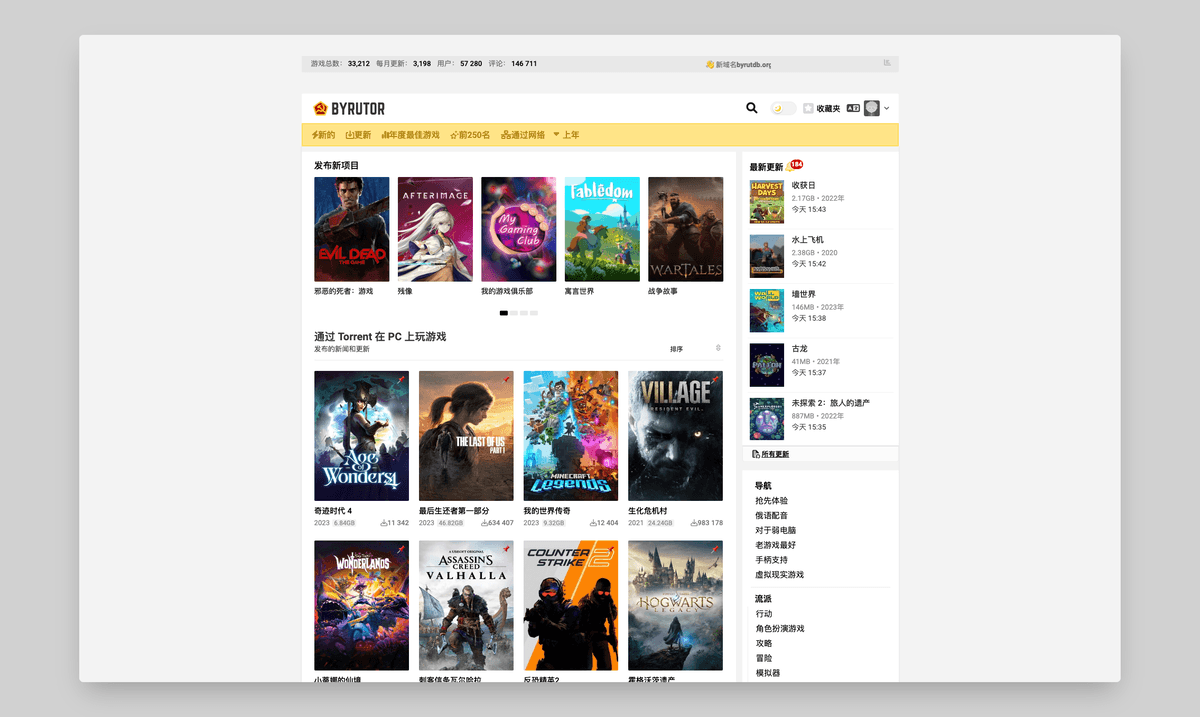 游戏总数: 33,212 每月更新: 3,198 用户: 57 280 评论: 146 711
👋 新域名byrutdb.org
BYRUTOR
收藏夹
新的 更新 年度最佳游戏 前250名 通过网络 上年
发布新项目
EVIL DEAD
THE GAME
AFTERIMAGE
My Gaming Club
Tabledom
WARTALES
邪恶的死者：游戏
残像
我的游戏俱乐部
寓言世界
战争故事
通过 Torrent 在 PC 上玩游戏
发布的新闻和更新
排序
Age of Wonders 4
THE LAST OF US
PART I
MINECRAFT
Legends
VILLAGE
RESIDENT EVIL
奇迹时代 4
2023 6.84GB 11 342
最后生还者第一部分
2023 46.82GB 634 407
我的世界传奇
2023 9.32GB 12 404
生化危机村
2021 24.24GB 983 178
WONDERLANDS
A UBISOFT ORIGINAL
ASSASSIN'S
CREED
VALHALLA
COUNTER
STRIKE 2
HOGWARTS
LEGACY
小蒂娜的仙境
刺客信条瓦尔哈拉
反恐精英2
霍格沃茨遗产
最新更新 184
HARVEST DAYS
收获日
2.17GB • 2022年
今天 15:43
水上飞机
2.38GB • 2020
今天 15:42
墙世界
146MB • 2023年
今天 15:38
古龙
41MB • 2021年
今天 15:37
未探索 2：旅人的遗产
887MB • 2022年
今天 15:35
所有更新
导航
抢先体验
俄语配音
对于弱电脑
老游戏最好
手柄支持
虚拟现实游戏
流派
行动
角色扮演游戏
攻略
冒险
模拟器